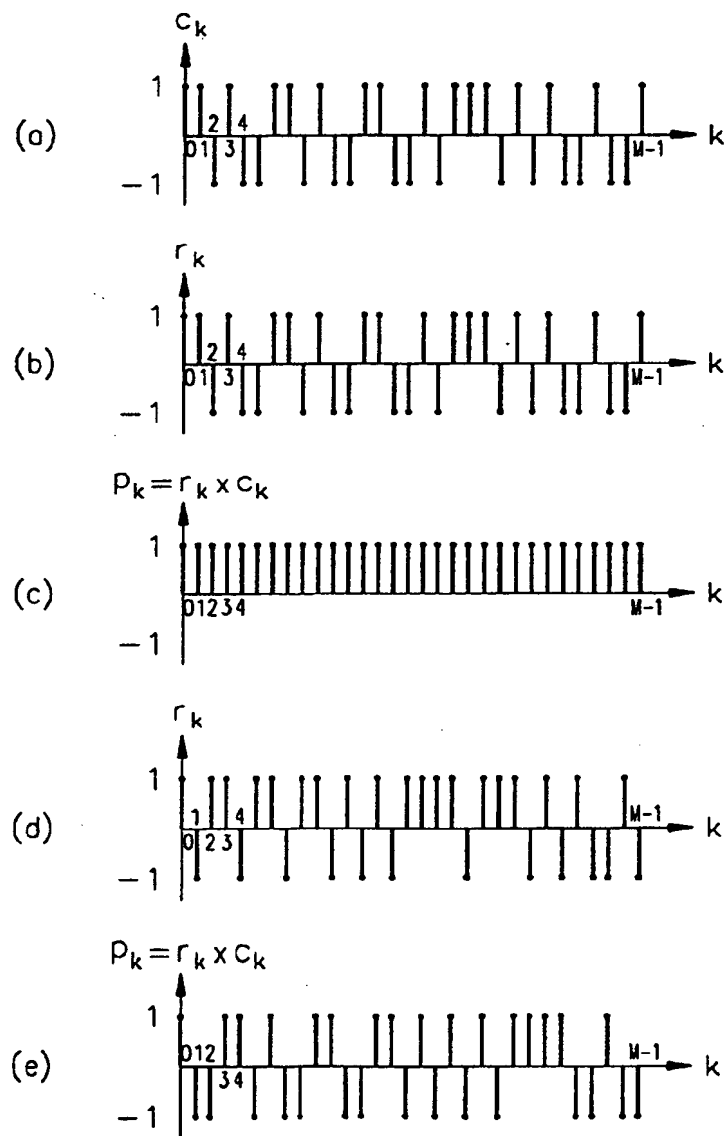 c_k
1
2 4
(a)
0 1 3 M-1 k
-1
r_k
1
2 4
(b)
0 1 3 M-1 k
-1
p_k = r_k x c_k
1
(c)
0 1 2 3 4 M-1 k
-1
r_k
1
1 4 M-1
(d)
0 2 3 k
-1
p_k = r_k x c_k
1
0 1 2 M-1
(e)
3 4 k
-1